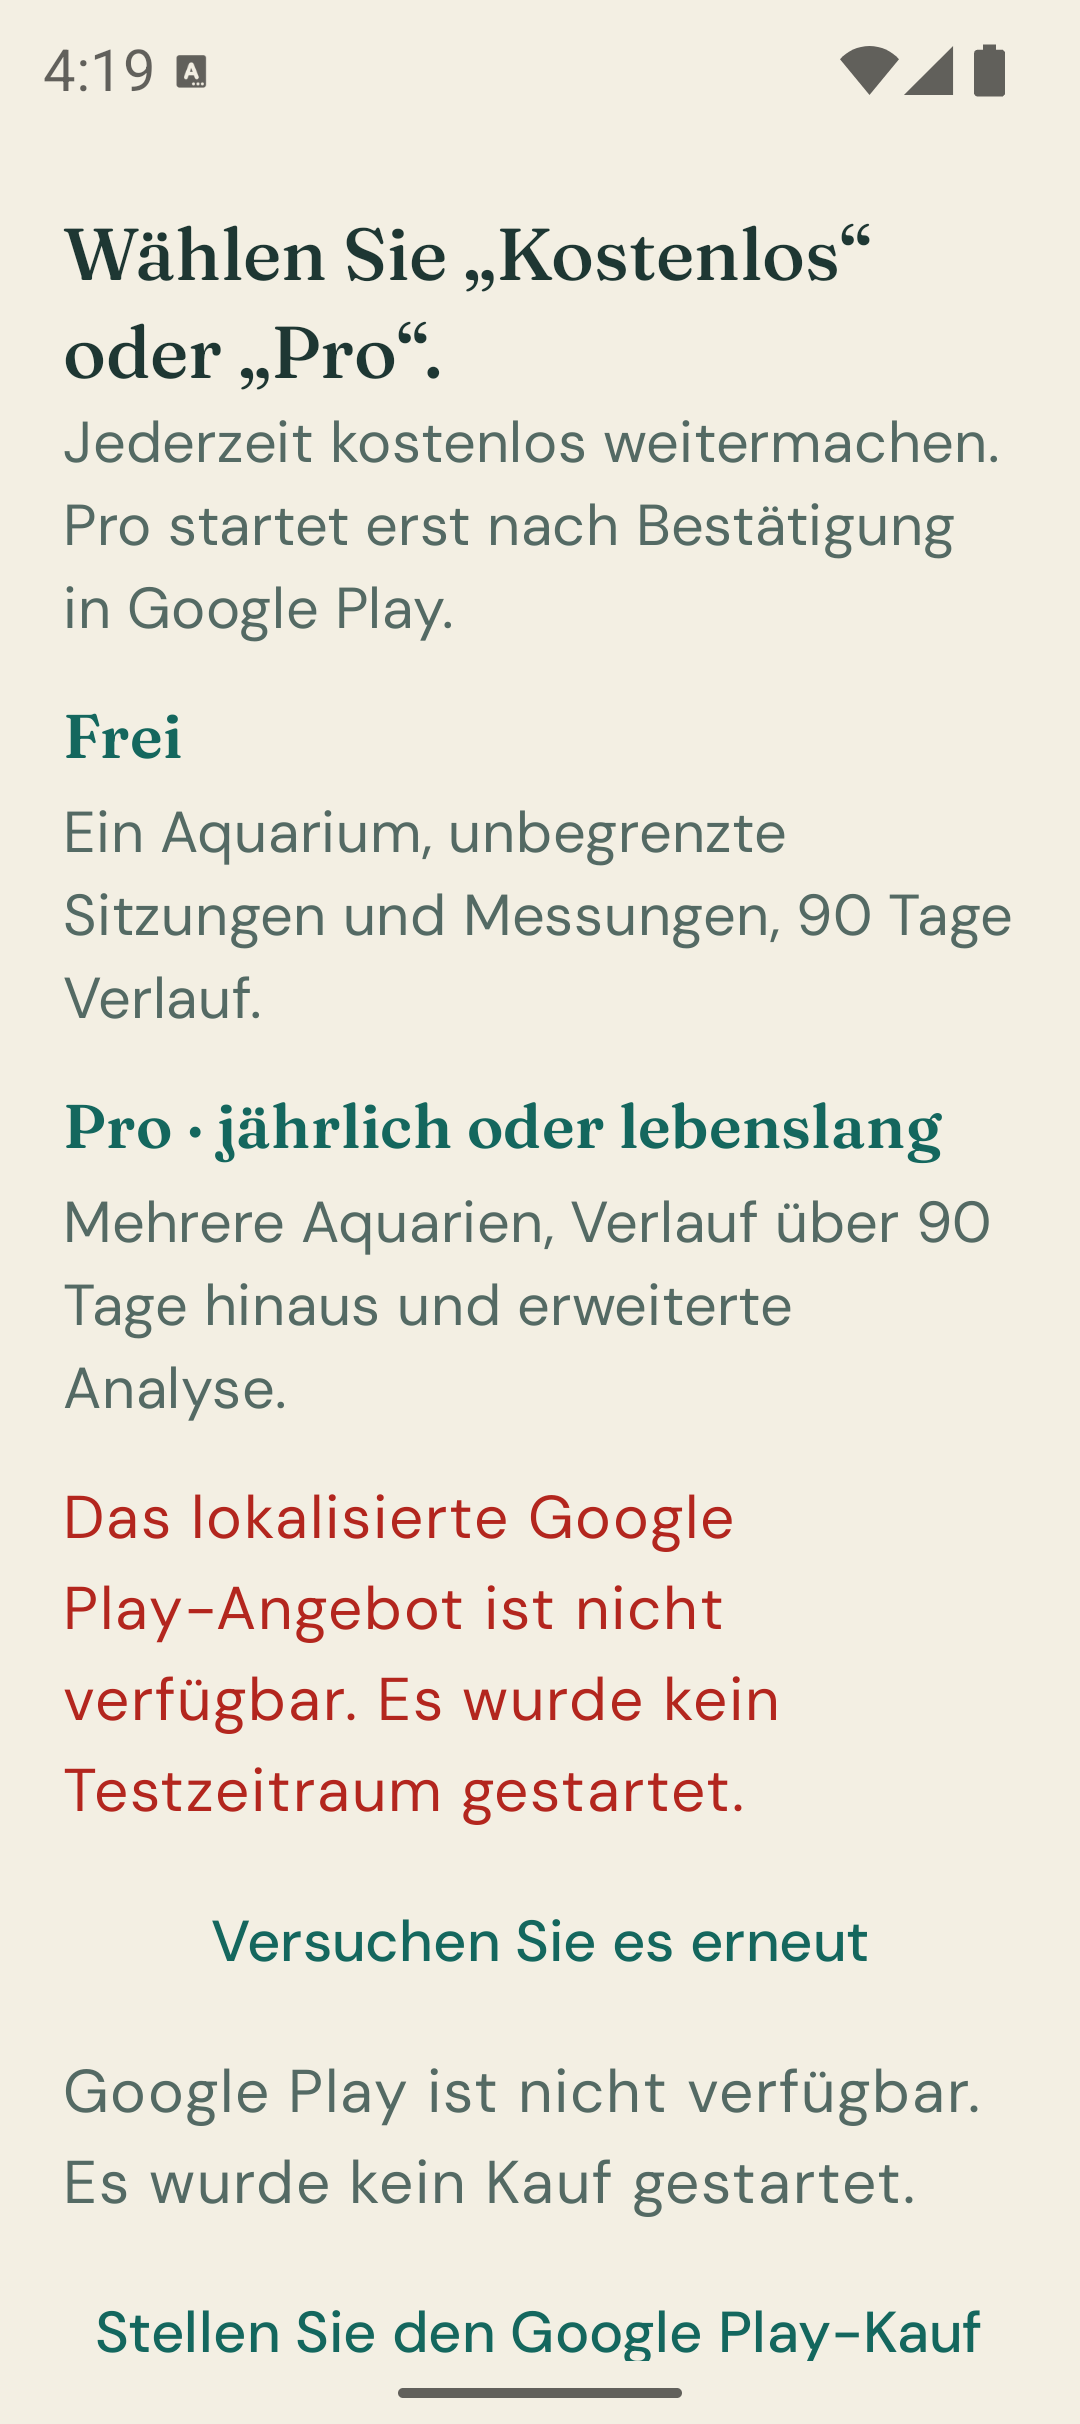 4:19
Wählen Sie „Kostenlos“
oder „Pro“.
Jederzeit kostenlos weitermachen.
Pro startet erst nach Bestätigung
in Google Play.
Frei
Ein Aquarium, unbegrenzte
Sitzungen und Messungen, 90 Tage
Verlauf.
Pro · jährlich oder lebenslang
Mehrere Aquarien, Verlauf über 90
Tage hinaus und erweiterte
Analyse.
Das lokalisierte Google
Play-Angebot ist nicht
verfügbar. Es wurde kein
Testzeitraum gestartet.
Versuchen Sie es erneut
Google Play ist nicht verfügbar.
Es wurde kein Kauf gestartet.
Stellen Sie den Google Play-Kauf